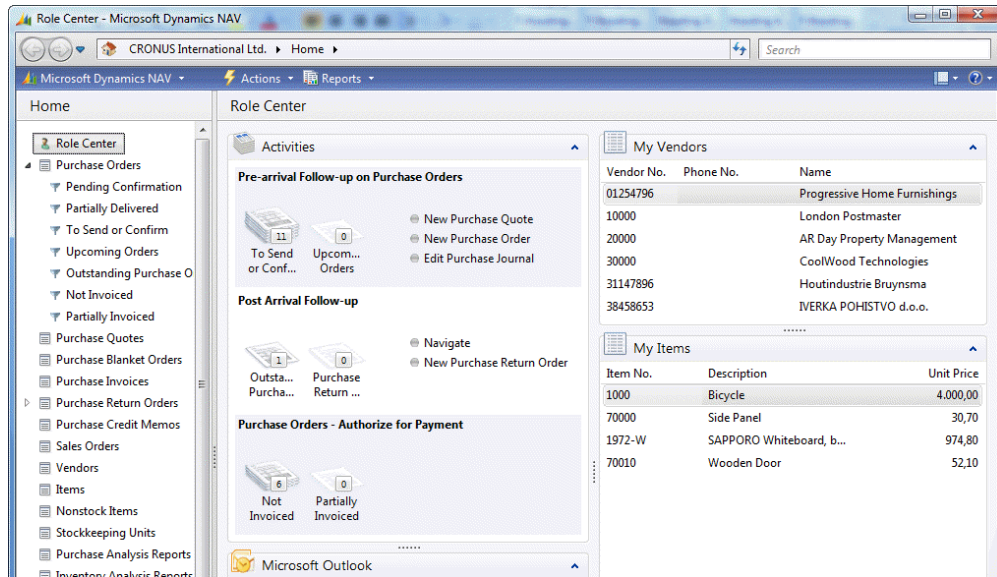 Role Center - Microsoft Dynamics NAV
CRONUS International Ltd. Home
Search
Microsoft Dynamics NAV Actions Reports
Home
Role Center
Purchase Orders
Pending Confirmation
Partially Delivered
To Send or Confirm
Upcoming Orders
Outstanding Purchase O
Not Invoiced
Partially Invoiced
Purchase Quotes
Purchase Blanket Orders
Purchase Invoices
Purchase Return Orders
Purchase Credit Memos
Sales Orders
Vendors
Items
Nonstock Items
Stockkeeping Units
Purchase Analysis Reports
Inventory Analysis Reports
Role Center
Activities
Pre-arrival Follow-up on Purchase Orders
11 0
To Send Upcom...
or Conf... Orders
New Purchase Quote
New Purchase Order
Edit Purchase Journal
Post Arrival Follow-up
1 0
Outsta... Purchase
Purcha... Return ...
Navigate
New Purchase Return Order
Purchase Orders - Authorize for Payment
6 0
Not Partially
Invoiced Invoiced
Microsoft Outlook
My Vendors
Vendor No. Phone No. Name
01254796 Progressive Home Furnishings
10000 London Postmaster
20000 AR Day Property Management
30000 CoolWood Technologies
31147896 Houtindustrie Bruynsma
38458653 IVERKA POHISTVO d.o.o.
My Items
Item No. Description Unit Price
1000 Bicycle 4.000,00
70000 Side Panel 30,70
1972-W SAPPORO Whiteboard, b... 974,80
70010 Wooden Door 52,10